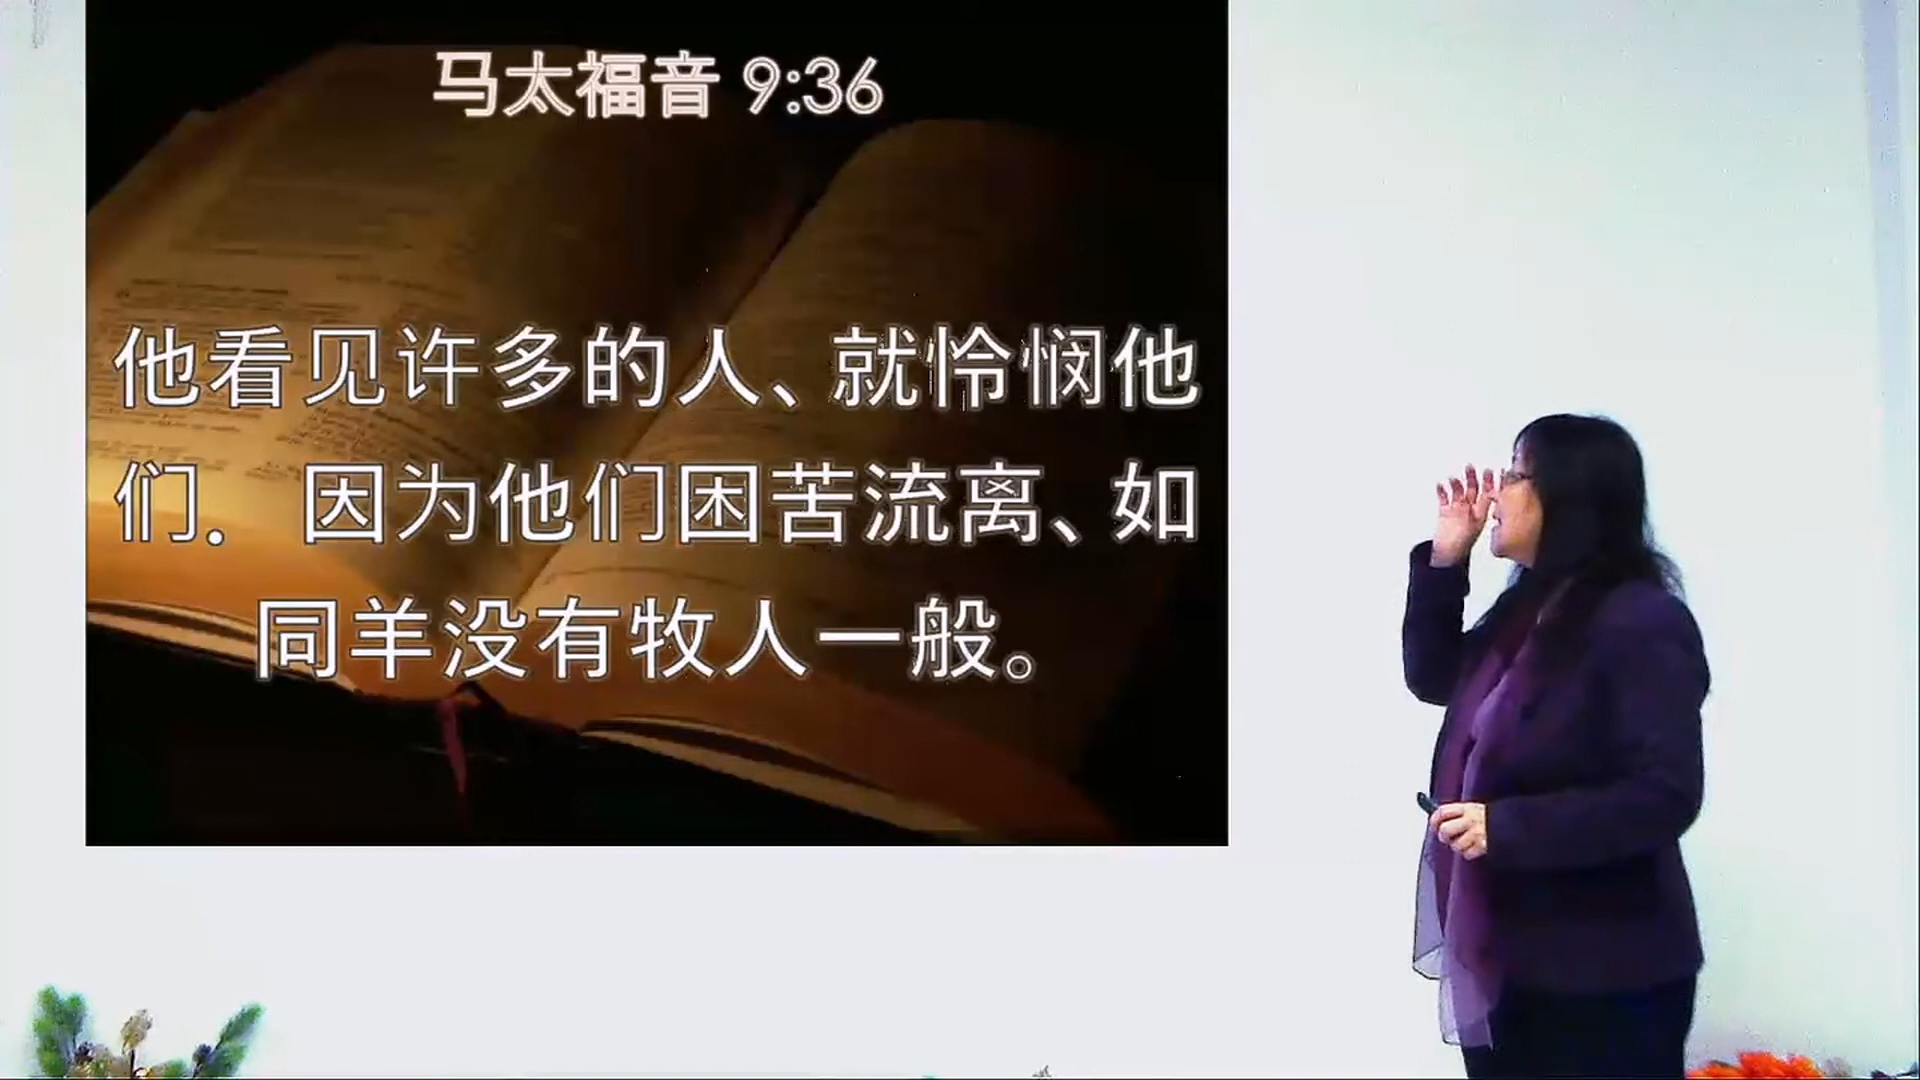 马太福音 9:36
他看见许多的人、就怜悯他
们． 因为他们困苦流离、如
同羊没有牧人一般。